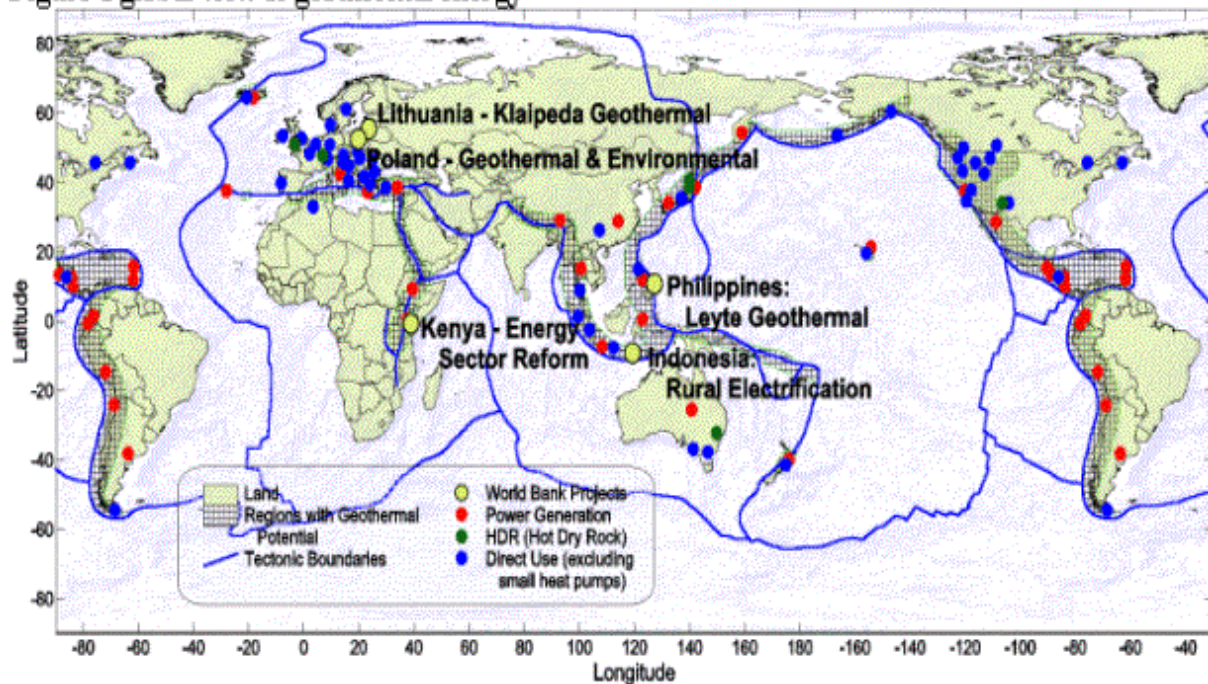 80
60
40
20
0
-20
-40
-60
-80
Latitude
Lithuania - Klaipeda Geothermal
Poland - Geothermal & Environmental
Philippines:
Leyte Geothermal
Kenya - Energy
Sector Reform
Indonesia:
Rural Electrification
Land
Regions with Geothermal
Potential
Tectonic Boundaries
World Bank Projects
Power Generation
HDR (Hot Dry Rock)
Direct Use (excluding
small heat pumps)
-80 -60 -40 -20 0 20 40 60 80 100 120 140 160 180 -160 -140 -120 -100 -80 -60 -40
Longitude